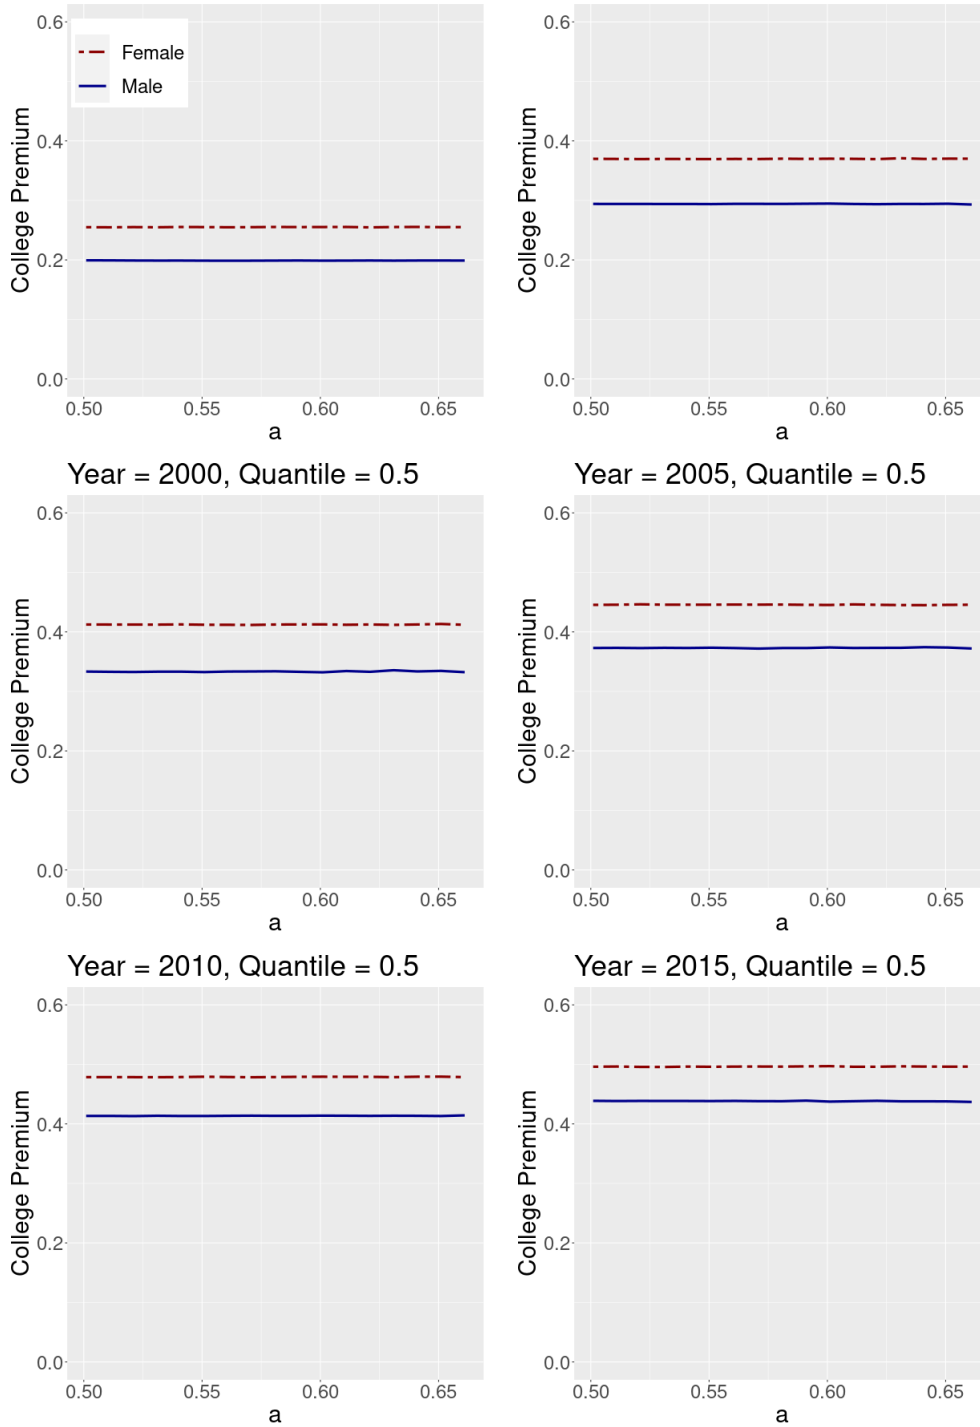 0.6
0.4
0.2
0.0
College Premium
Female
Male
0.50 0.55 0.60 0.65
a
0.6
0.4
0.2
0.0
College Premium
0.50 0.55 0.60 0.65
a
Year = 2000, Quantile = 0.5
0.6
0.4
0.2
0.0
College Premium
0.50 0.55 0.60 0.65
a
Year = 2005, Quantile = 0.5
0.6
0.4
0.2
0.0
College Premium
0.50 0.55 0.60 0.65
a
Year = 2010, Quantile = 0.5
0.6
0.4
0.2
0.0
College Premium
0.50 0.55 0.60 0.65
a
Year = 2015, Quantile = 0.5
0.6
0.4
0.2
0.0
College Premium
0.50 0.55 0.60 0.65
a